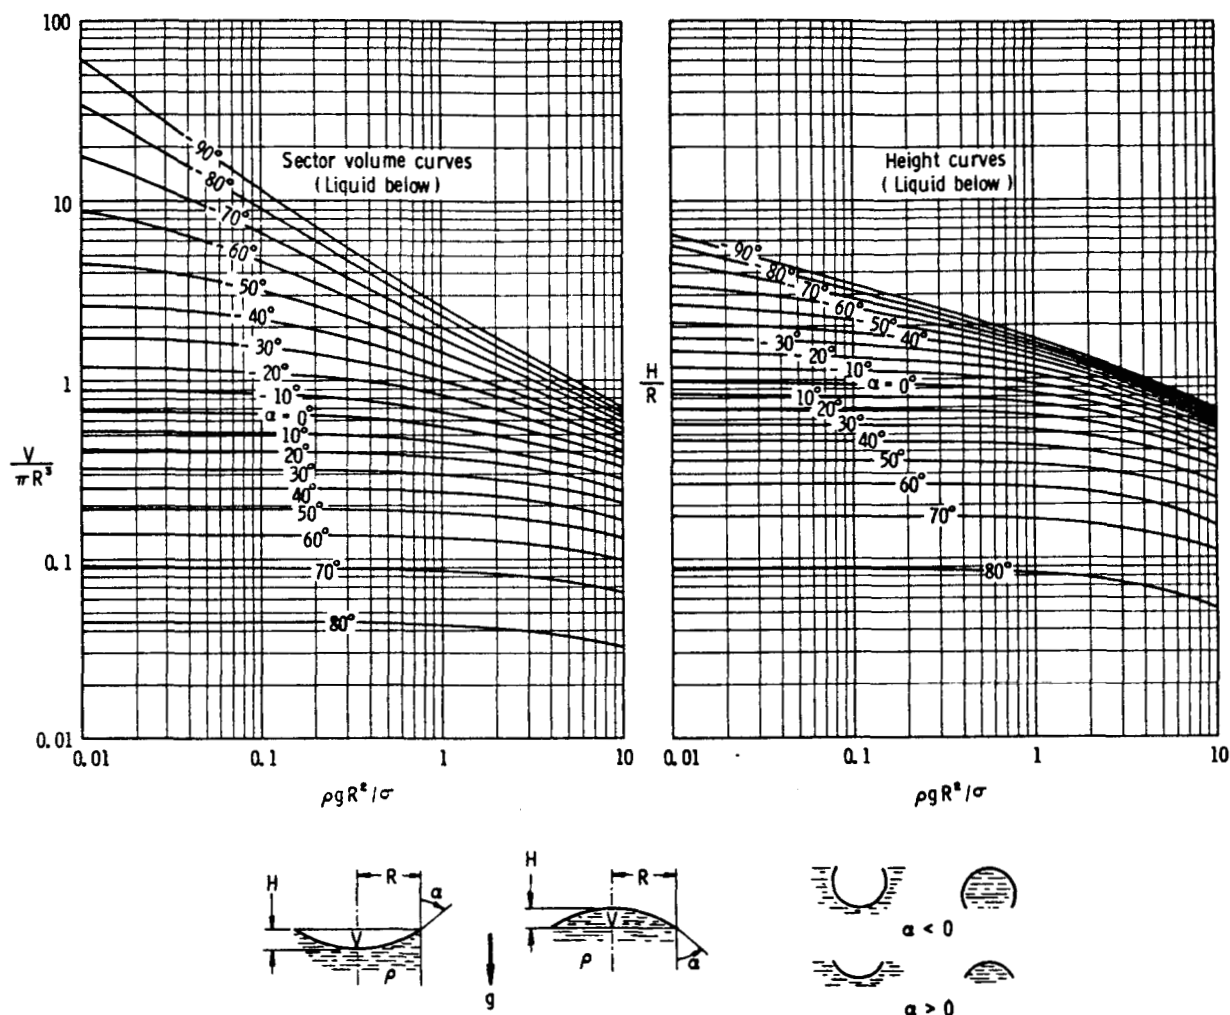 100
10
1
0.1
0.01
V
πR³
Sector volume curves
(Liquid below)
- 90°
- 80°
- 70°
- 60°
- 50°
- 40°
- 30°
- 20°
- 10°
α = 0°
10°
20°
30°
40°
50°
60°
70°
80°
0.01
0.1
1
10
ρgR²/σ
H
R
Height curves
(Liquid below)
- 90°
- 80°
- 70°
- 60°
- 50°
- 40°
- 30°
- 20°
- 10°
α = 0°
10°
20°
30°
40°
50°
60°
70°
80°
0.01
0.1
1
10
ρgR²/σ
H
R
α
V
ρ
g
H
R
V
ρ
α
α < 0
α > 0